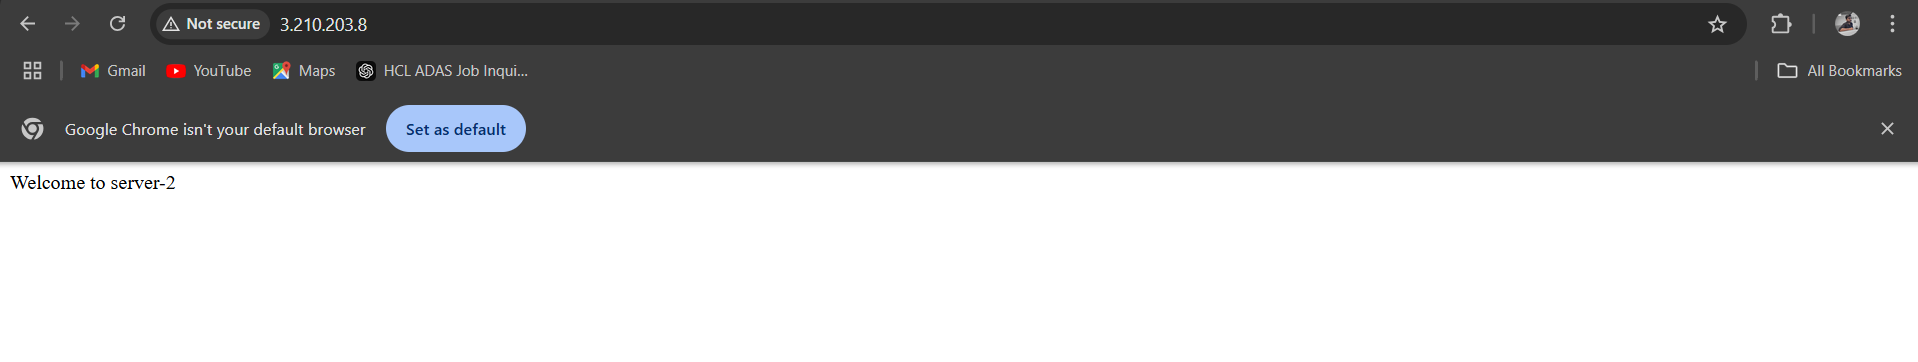 Not secure 3.210.203.8
Gmail YouTube Maps HCL ADAS Job Inqui... All Bookmarks
Google Chrome isn't your default browser Set as default
Welcome to server-2